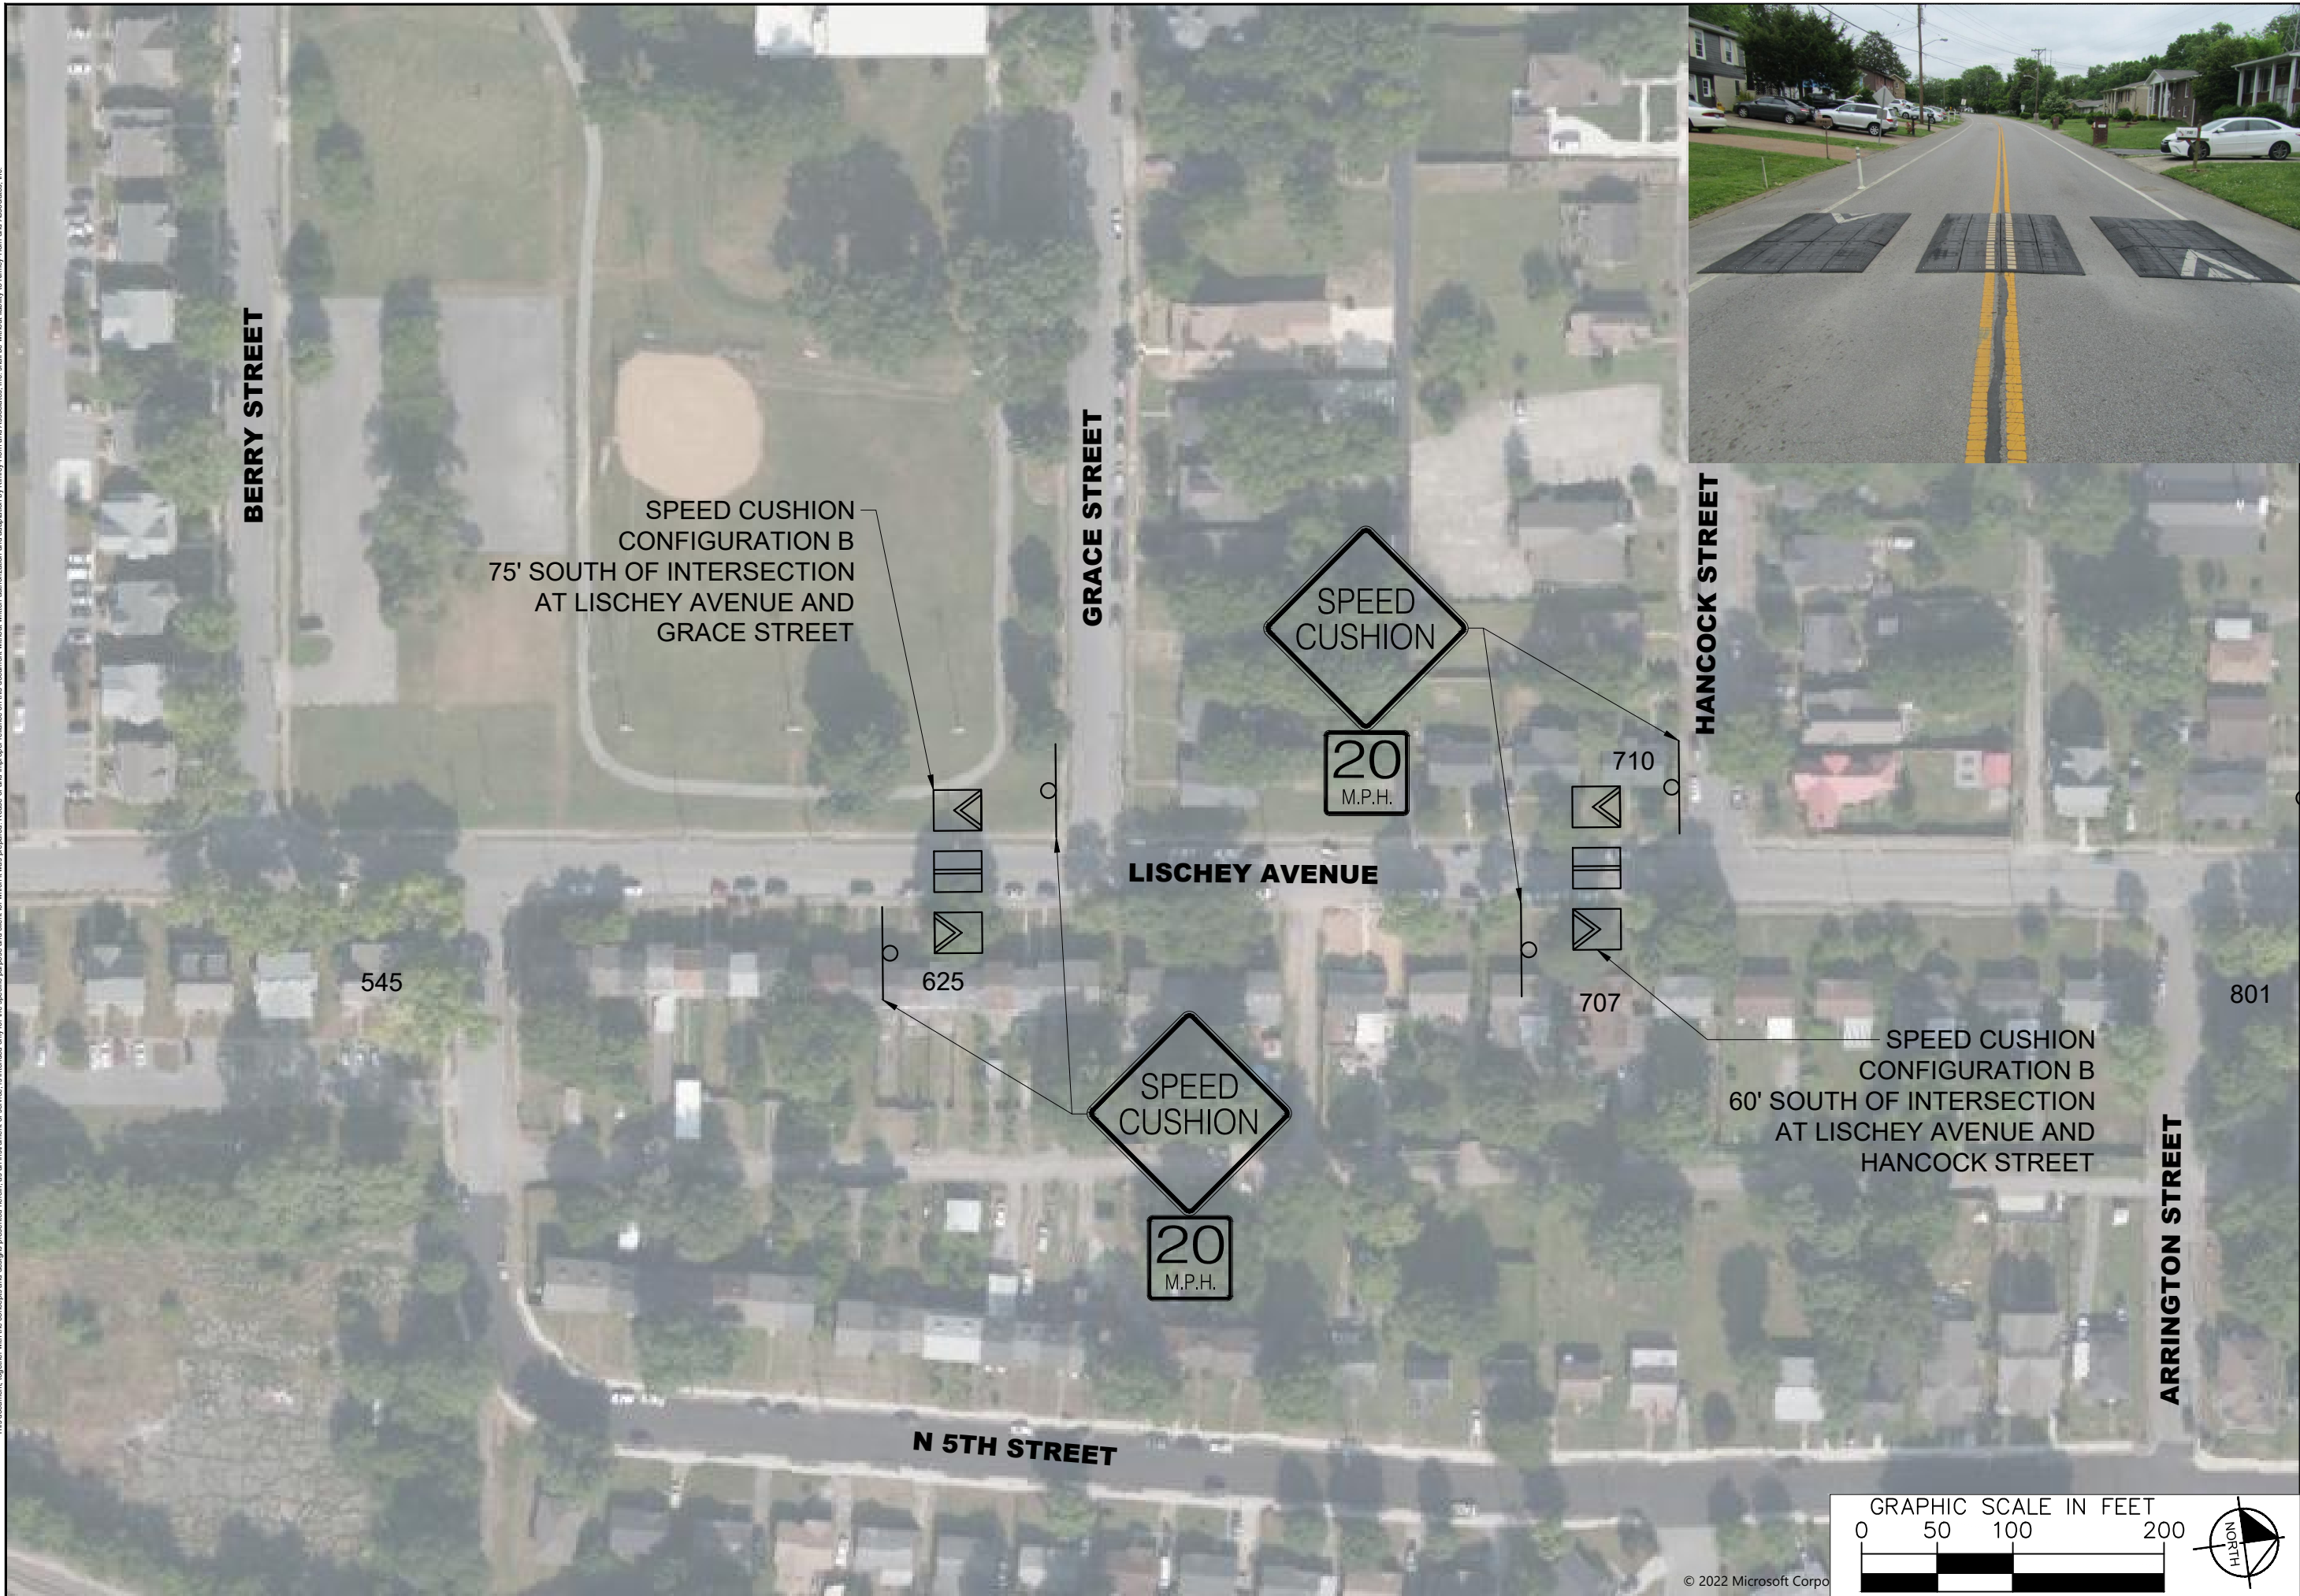 BERRY STREET
SPEED CUSHION
CONFIGURATION B
75' SOUTH OF INTERSECTION
AT LISCHEY AVENUE AND
GRACE STREET
GRACE STREET
SPEED
CUSHION
20
M.P.H.
HANCOCK STREET
710
LISCHEY AVENUE
545
625
707
801
SPEED CUSHION
CONFIGURATION B
60' SOUTH OF INTERSECTION
AT LISCHEY AVENUE AND
HANCOCK STREET
SPEED
CUSHION
20
M.P.H.
ARRINGTON STREET
N 5TH STREET
GRAPHIC SCALE IN FEET
0 50 100 200
NORTH
© 2022 Microsoft Corpo